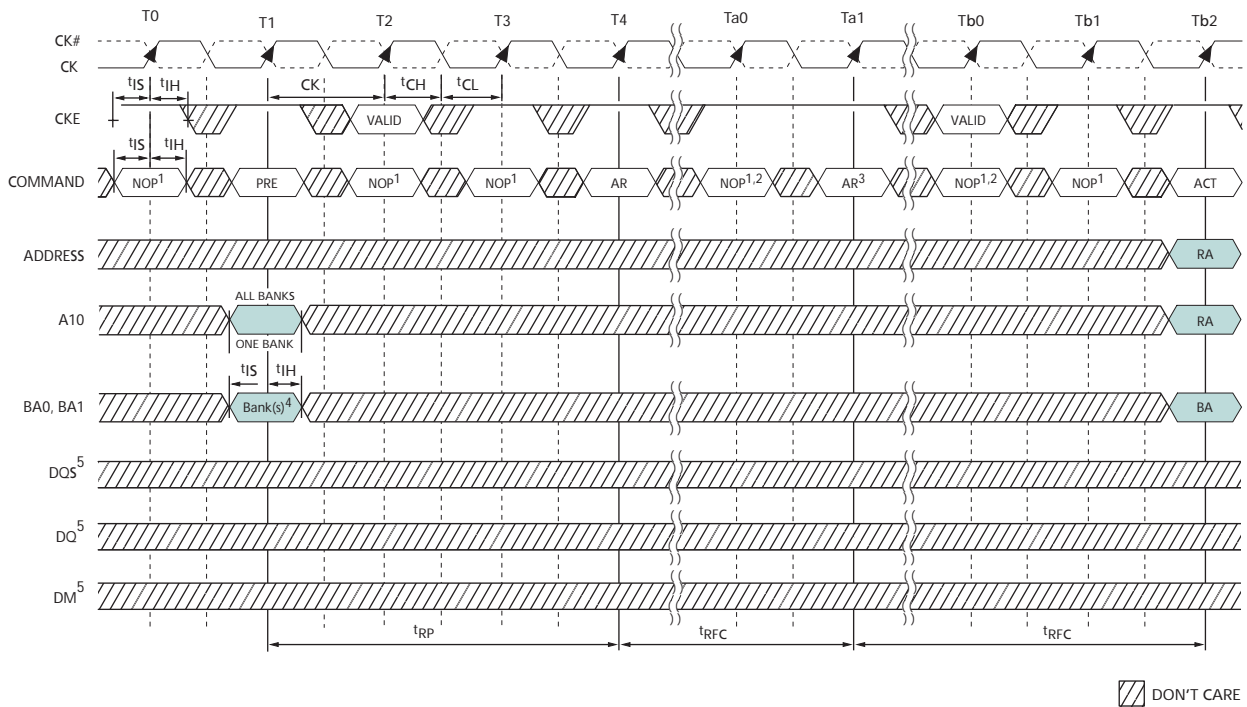 T0 T1 T2 T3 T4 Ta0 Ta1 Tb0 Tb1 Tb2
CK#
CK
tIS tIH CK tCH tCL
CKE VALID VALID
tIS tIH
COMMAND NOP1 PRE NOP1 NOP1 AR NOP1,2 AR3 NOP1,2 NOP1 ACT
ADDRESS RA
ALL BANKS
A10 RA
ONE BANK
tIS tIH
BA0, BA1 Bank(s)4 BA
DQS5
DQ5
DM5
tRP tRFC tRFC
DON'T CARE